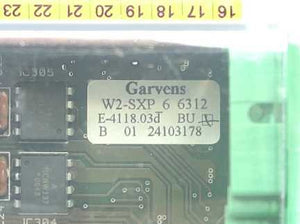 16 17 18 19 20 21 22 23
IC305
Garvens
W2-SXP 6 6312
E-4118.03d BU
B 01 24103178
IC304